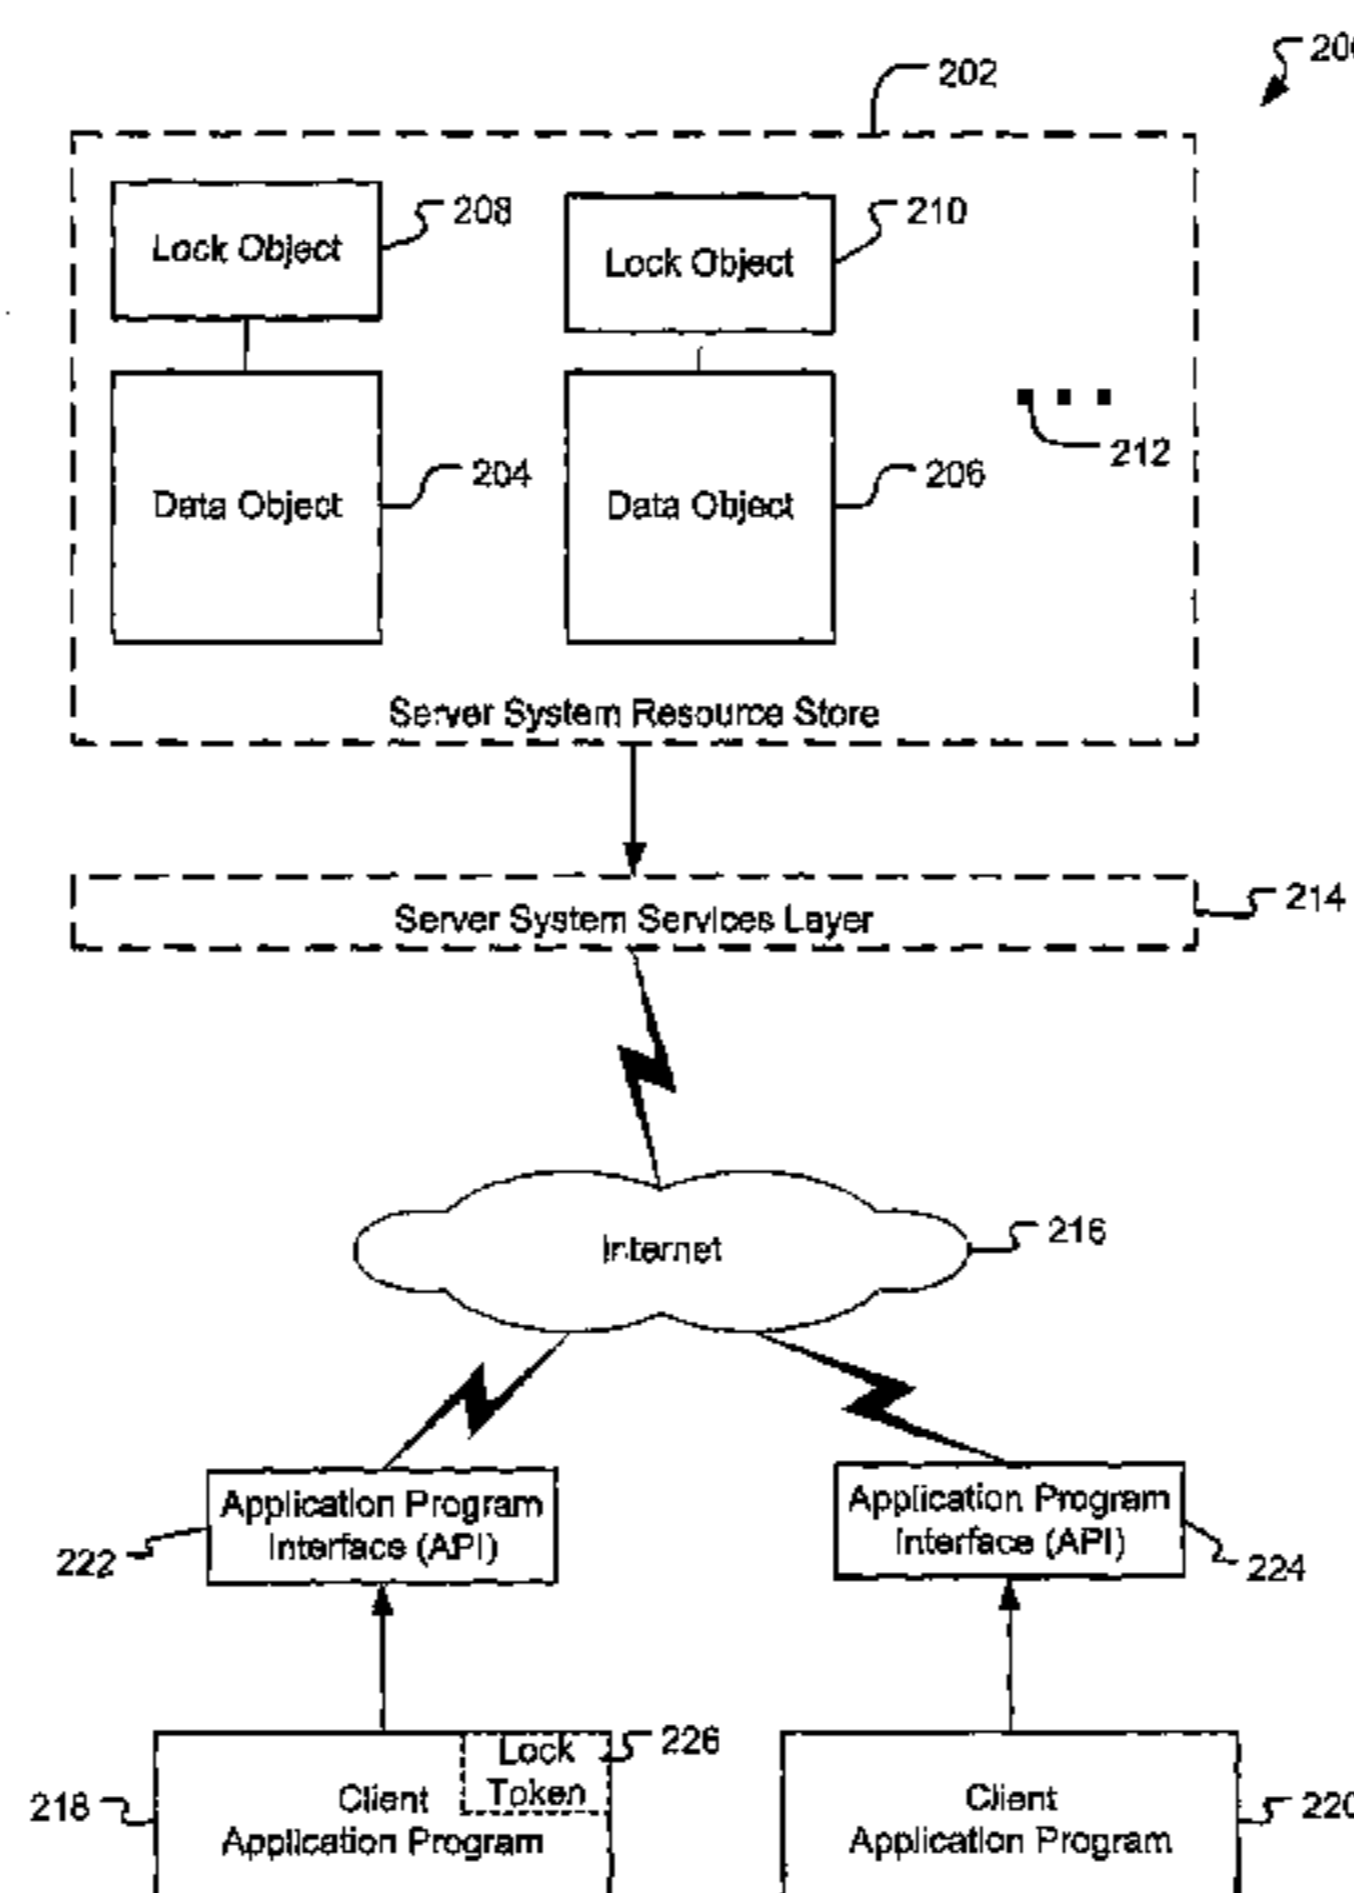 200
202
Lock Object
208
Lock Object
210
212
Data Object
204
Data Object
206
Server System Resource Store
Server System Services Layer
214
Internet
216
Application Program
Interface (API)
222
Application Program
Interface (API)
224
Lock
Token
226
Client
Application Program
218
Client
Application Program
220